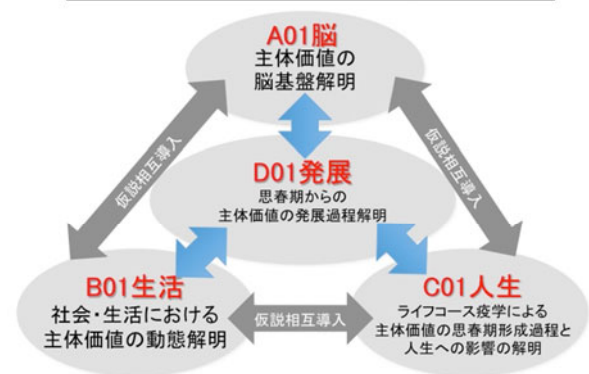 A01脳
主体価値の
脳基盤解明
仮説相互導入
仮説相互導入
D01発展
思春期からの
主体価値の発展過程解明
B01生活
社会・生活における
主体価値の動態解明
仮説相互導入
C01人生
ライフコース疫学による
主体価値の思春期形成過程と
人生への影響の解明